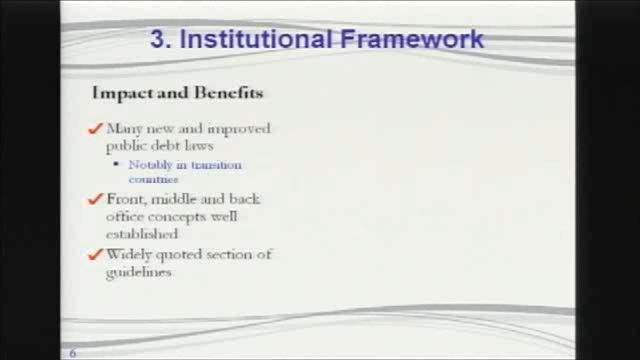 3. Institutional Framework
Impact and Benefits
Many new and improved
public debt laws
Notably in transition
countries
Front, middle and back
office concepts well
established
Widely quoted section of
guidelines
6